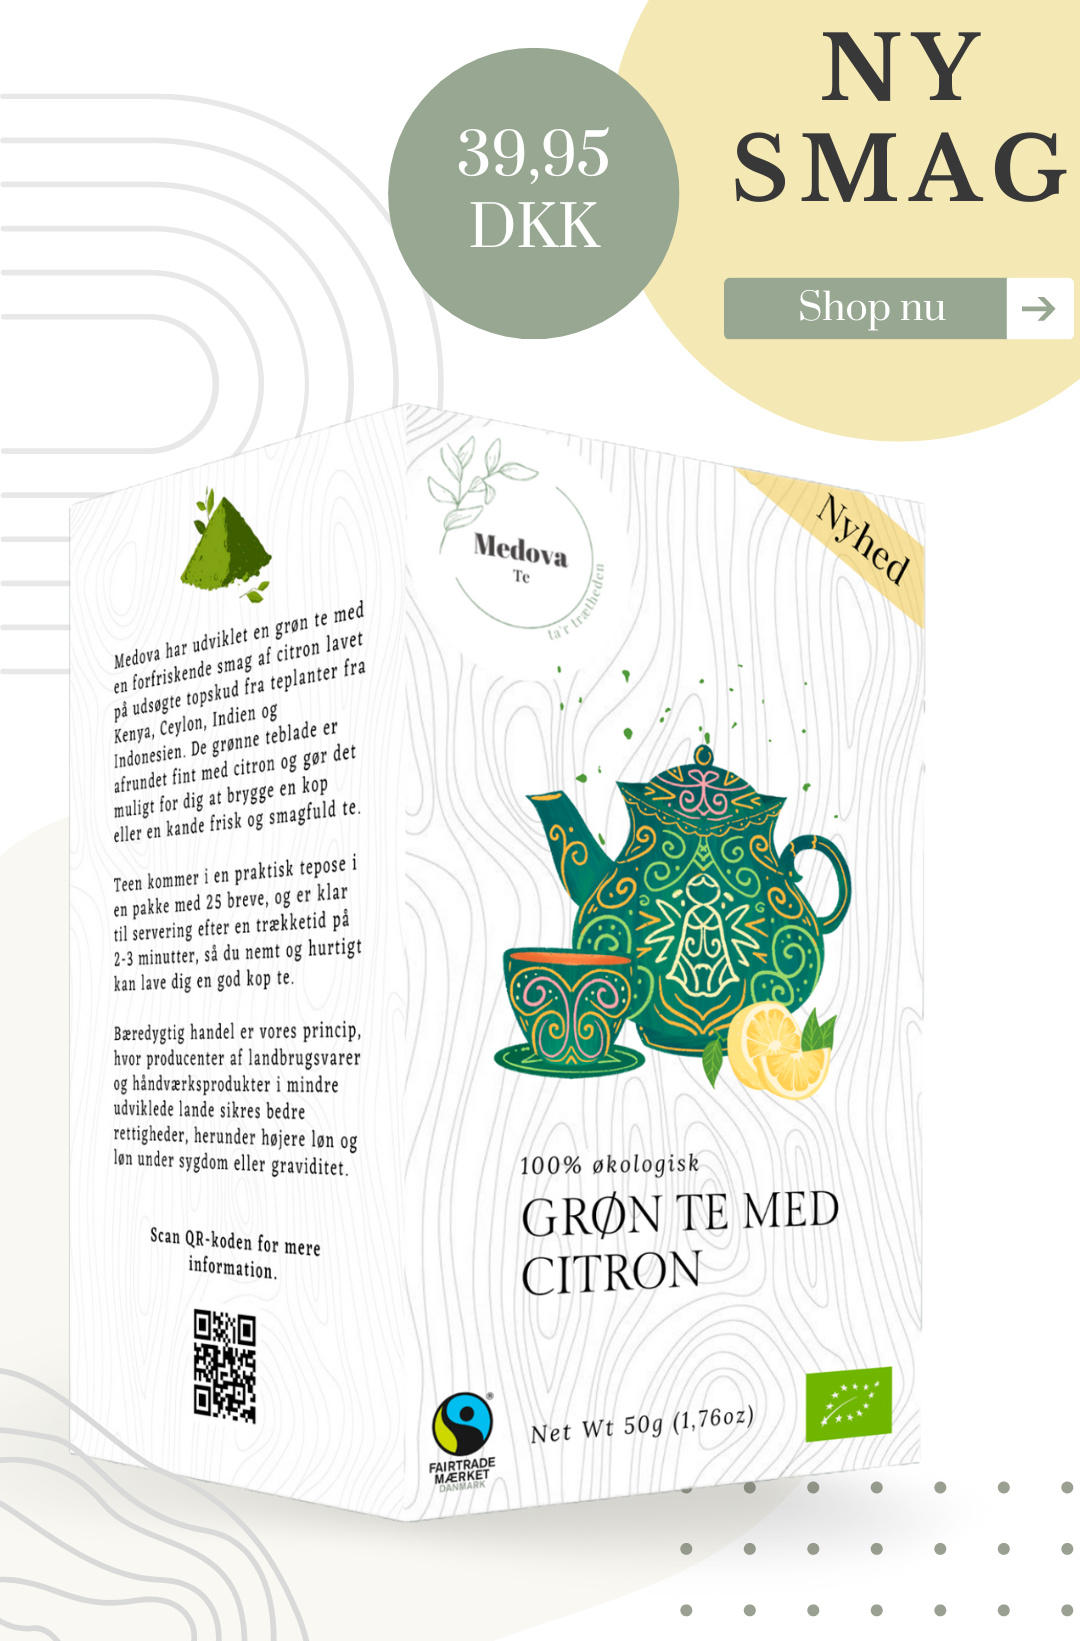 NY
SMAG
39,95
DKK
Shop nu
Medova
Te
ta'r trætheden
Nyhed
Medova har udviklet en grøn te med
en forfriskende smag af citron lavet
på udsøgte topskud fra teplanter fra
Kenya, Ceylon, Indien og
Indonesien. De grønne teblade er
afrundet fint med citron og gør det
muligt for dig at brygge en kop
eller en kande frisk og smagfuld te.
Teen kommer i en praktisk tepose i
en pakke med 25 breve, og er klar
til servering efter en trækketid på
2-3 minutter, så du nemt og hurtigt
kan lave dig en god kop te.
Bæredygtig handel er vores princip,
hvor producenter af landbrugsvarer
og håndværksprodukter i mindre
udviklede lande sikres bedre
rettigheder, herunder højere løn og
løn under sygdom eller graviditet.
Scan QR-koden for mere
information.
100% økologisk
GRØN TE MED
CITRON
Net Wt 50g (1,76oz)
®
FAIRTRADE
MÆRKET
DANMARK